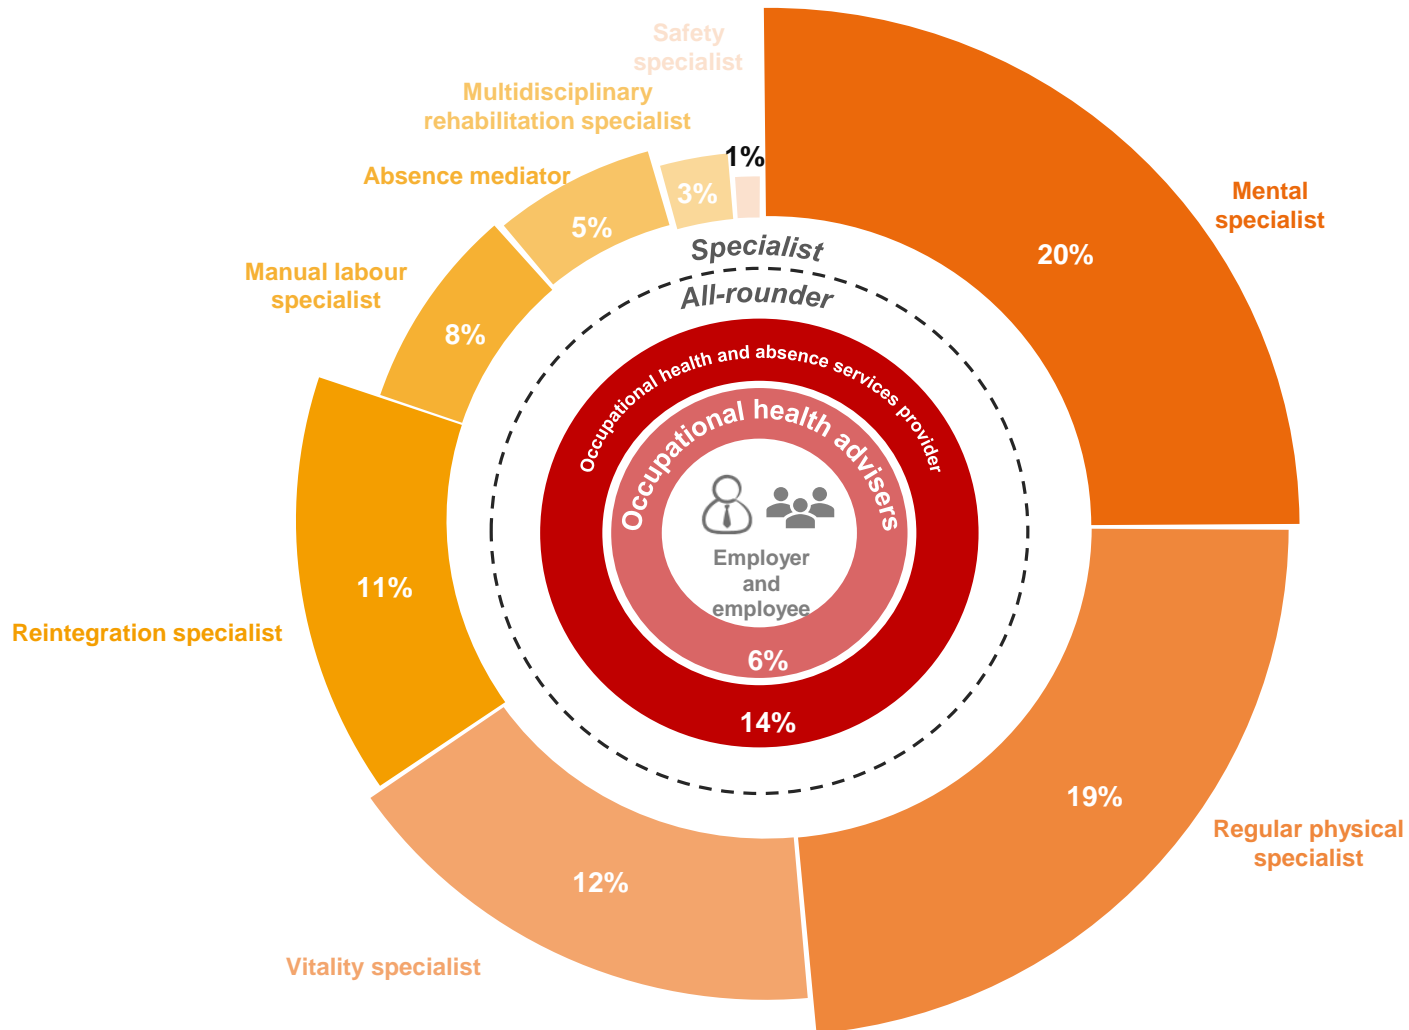 Safety
specialist
Multidisciplinary
rehabilitation specialist
1%
Absence mediator
3%
Mental
specialist
5%
20%
Specialist
Manual labour
specialist
All-rounder
8%
Occupational health and absence services provider
Occupational health advisers
Employer
and
employee
11%
Reintegration specialist
6%
14%
19%
Regular physical
specialist
12%
Vitality specialist